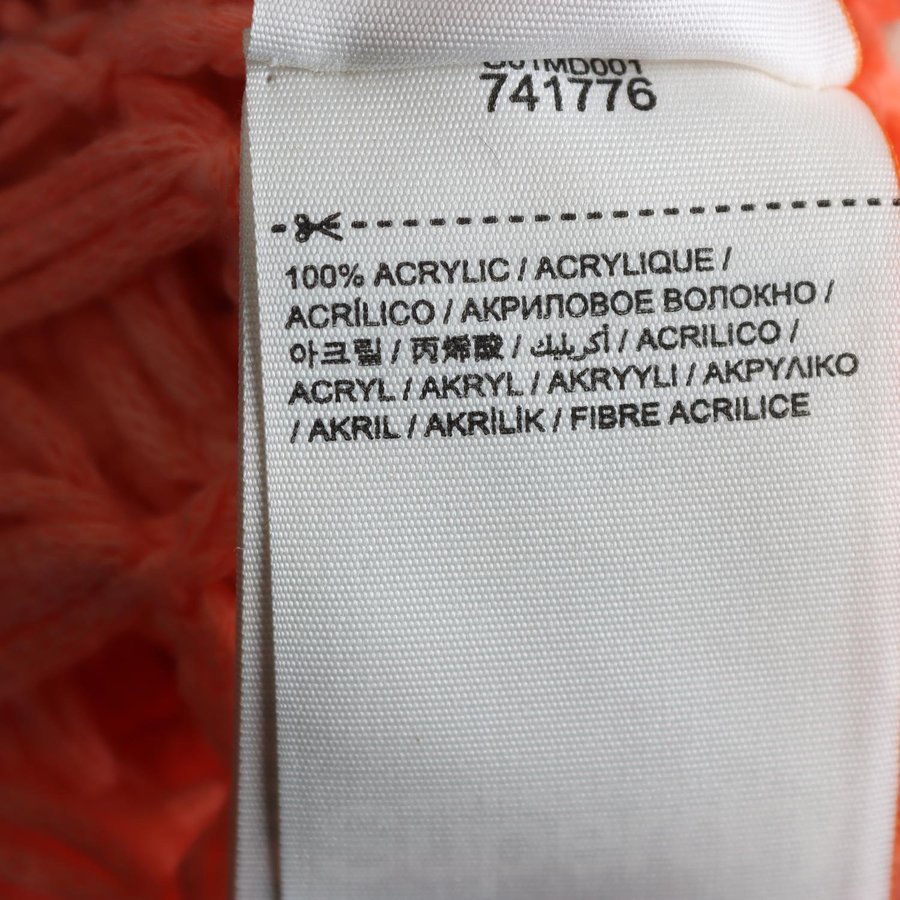 741776
100% ACRYLIC / ACRYLIQUE /
ACRÍLICO / АКРИЛОВОЕ ВОЛОКНО /
아크릴 / 丙烯酸 / أكريليك / ACRILICO /
ACRYL / AKRYL / AKRYYLI / ΑΚΡΥΛΙΚΟ
/ AKRIL / AKRİLİK / FIBRE ACRILICE